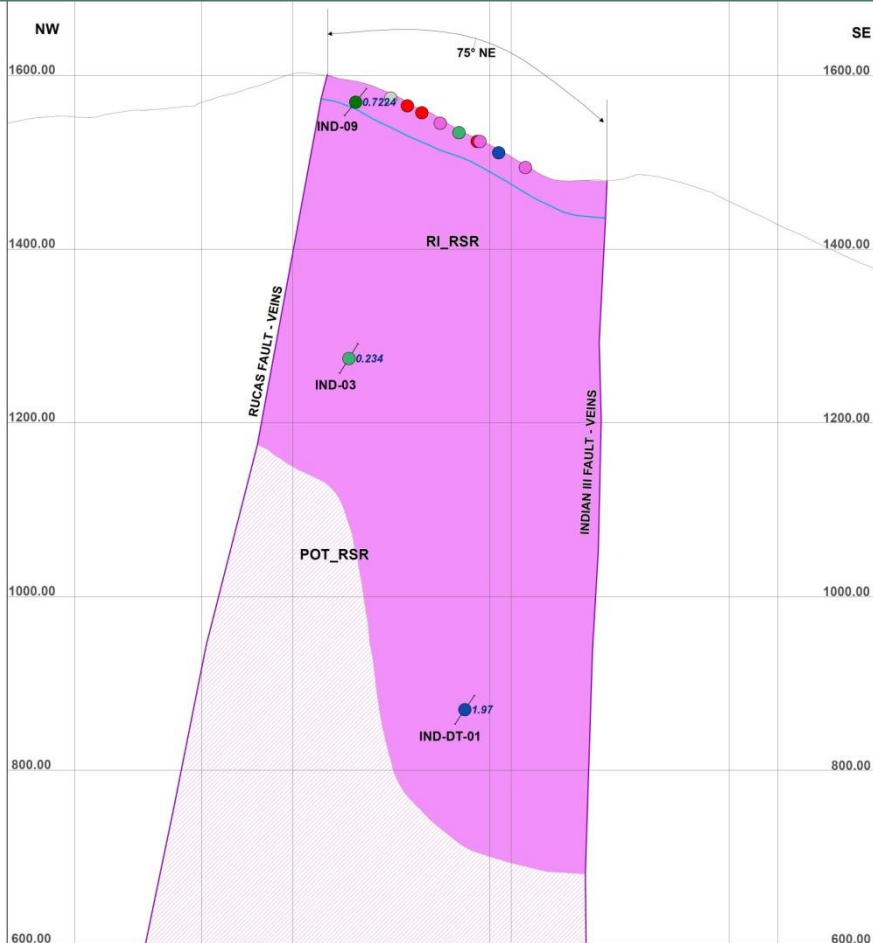 NW
SE
75° NE
1600.00
1600.00
0.7224
IND-09
1400.00
1400.00
RI_RSR
RUCAS FAULT - VEINS
0.234
IND-03
1200.00
1200.00
INDIAN III FAULT - VEINS
POT_RSR
1000.00
1000.00
1.97
IND-DT-01
800.00
800.00
600.00
600.00